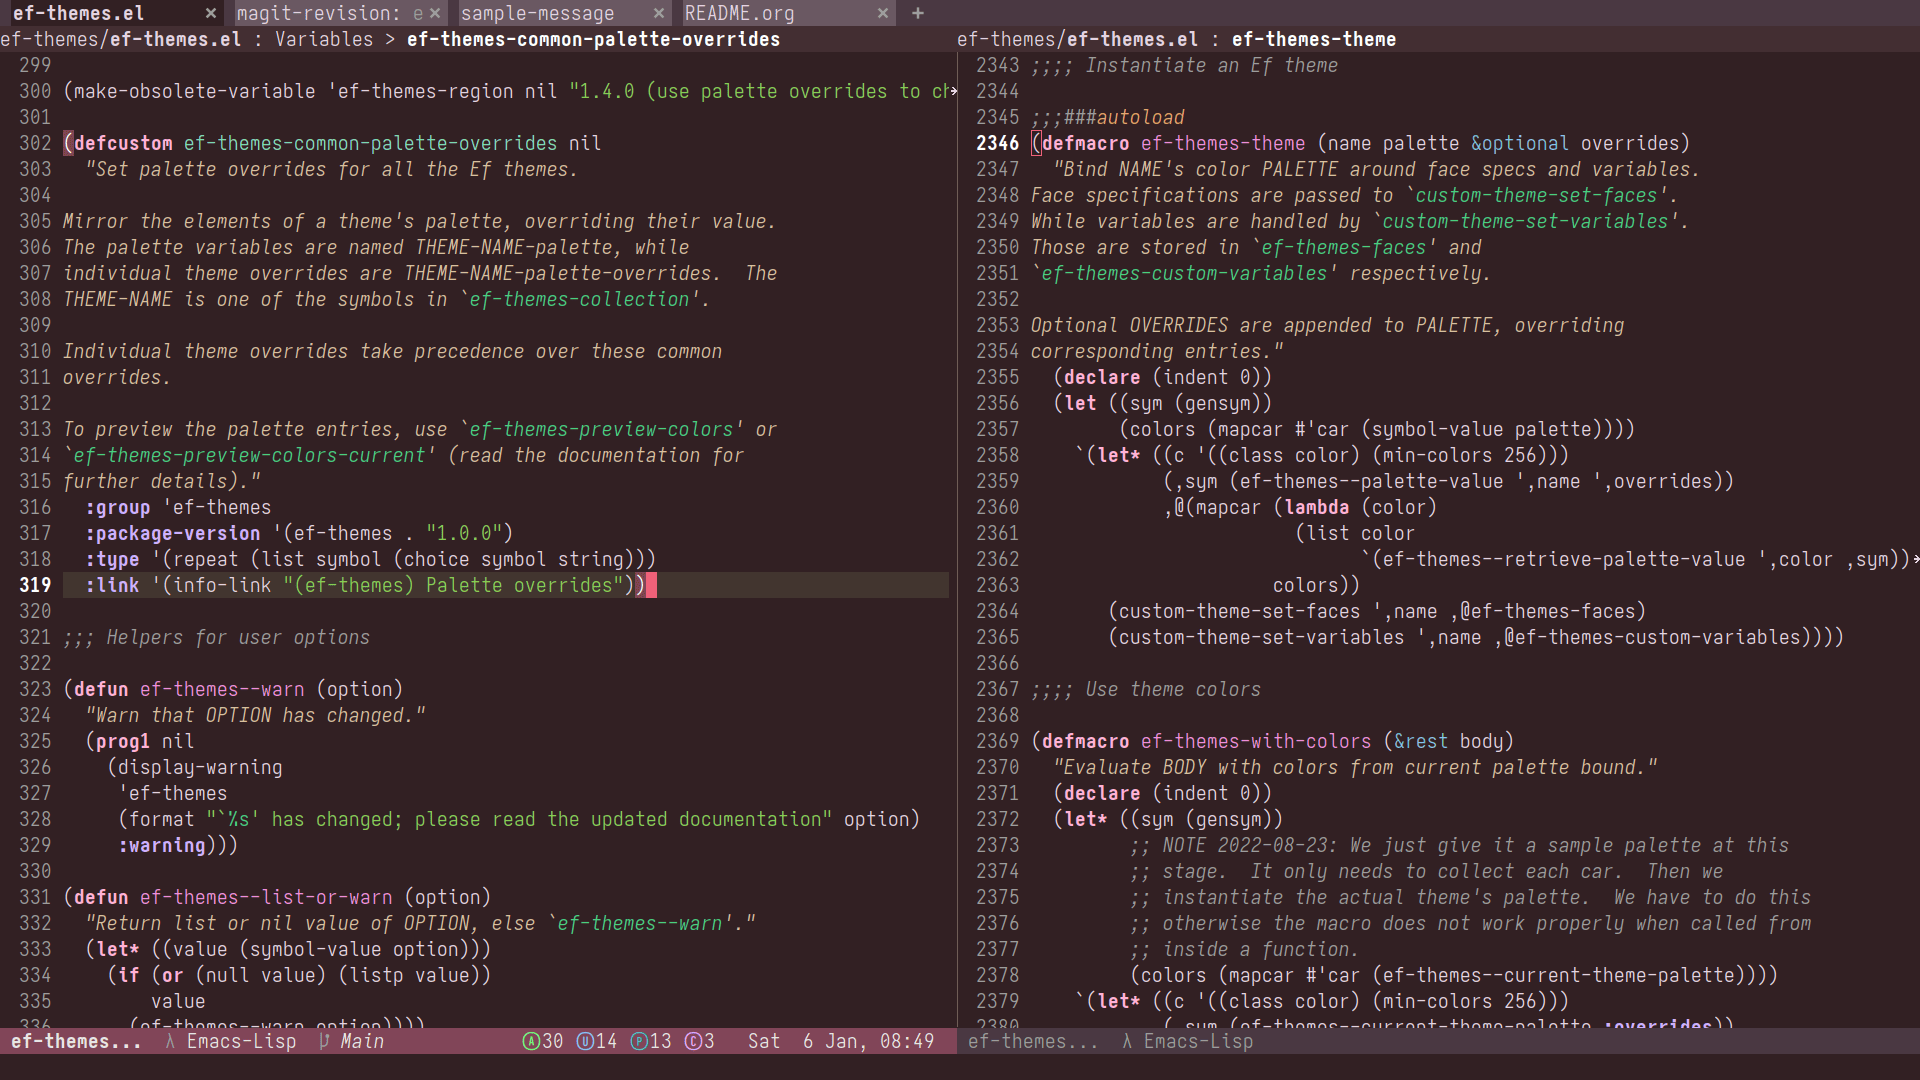 ef-themes.el × magit-revision: e × sample-message × README.org × +
ef-themes/ef-themes.el : Variables > ef-themes-common-palette-overrides
299
300 (make-obsolete-variable 'ef-themes-region nil "1.4.0 (use palette overrides to ch
301
302 (defcustom ef-themes-common-palette-overrides nil
303   "Set palette overrides for all the Ef themes.
304
305 Mirror the elements of a theme's palette, overriding their value.
306 The palette variables are named THEME-NAME-palette, while
307 individual theme overrides are THEME-NAME-palette-overrides.  The
308 THEME-NAME is one of the symbols in `ef-themes-collection'.
309
310 Individual theme overrides take precedence over these common
311 overrides.
312
313 To preview the palette entries, use `ef-themes-preview-colors' or
314 `ef-themes-preview-colors-current' (read the documentation for
315 further details)."
316   :group 'ef-themes
317   :package-version '(ef-themes . "1.0.0")
318   :type '(repeat (list symbol (choice symbol string)))
319   :link '(info-link "(ef-themes) Palette overrides"))
320
321 ;;; Helpers for user options
322
323 (defun ef-themes--warn (option)
324   "Warn that OPTION has changed."
325   (prog1 nil
326     (display-warning
327      'ef-themes
328      (format "`%s' has changed; please read the updated documentation" option)
329      :warning)))
330
331 (defun ef-themes--list-or-warn (option)
332   "Return list or nil value of OPTION, else `ef-themes--warn'."
333   (let* ((value (symbol-value option)))
334     (if (or (null value) (listp value))
335         value
336       (ef-themes--warn option))))
ef-themes... λ Emacs-Lisp Main A30 U14 P13 C3 Sat 6 Jan, 08:49
ef-themes/ef-themes.el : ef-themes-theme
2343 ;;;; Instantiate an Ef theme
2344
2345 ;;;###autoload
2346 (defmacro ef-themes-theme (name palette &optional overrides)
2347   "Bind NAME's color PALETTE around face specs and variables.
2348 Face specifications are passed to `custom-theme-set-faces'.
2349 While variables are handled by `custom-theme-set-variables'.
2350 Those are stored in `ef-themes-faces' and
2351 `ef-themes-custom-variables' respectively.
2352
2353 Optional OVERRIDES are appended to PALETTE, overriding
2354 corresponding entries."
2355   (declare (indent 0))
2356   (let ((sym (gensym))
2357         (colors (mapcar #'car (symbol-value palette))))
2358     `(let* ((c '((class color) (min-colors 256)))
2359             (,sym (ef-themes--palette-value ',name ',overrides))
2360             ,@(mapcar (lambda (color)
2361                         (list color
2362                               `(ef-themes--retrieve-palette-value ',color ,sym))
2363                       colors))
2364        (custom-theme-set-faces ',name ,@ef-themes-faces)
2365        (custom-theme-set-variables ',name ,@ef-themes-custom-variables))))
2366
2367 ;;;; Use theme colors
2368
2369 (defmacro ef-themes-with-colors (&rest body)
2370   "Evaluate BODY with colors from current palette bound."
2371   (declare (indent 0))
2372   (let* ((sym (gensym))
2373          ;; NOTE 2022-08-23: We just give it a sample palette at this
2374          ;; stage.  It only needs to collect each car.  Then we
2375          ;; instantiate the actual theme's palette.  We have to do this
2376          ;; otherwise the macro does not work properly when called from
2377          ;; inside a function.
2378          (colors (mapcar #'car (ef-themes--current-theme-palette))))
2379     `(let* ((c '((class color) (min-colors 256)))
2380             (,sym (ef-themes--current-theme-palette :overrides))
ef-themes... λ Emacs-Lisp